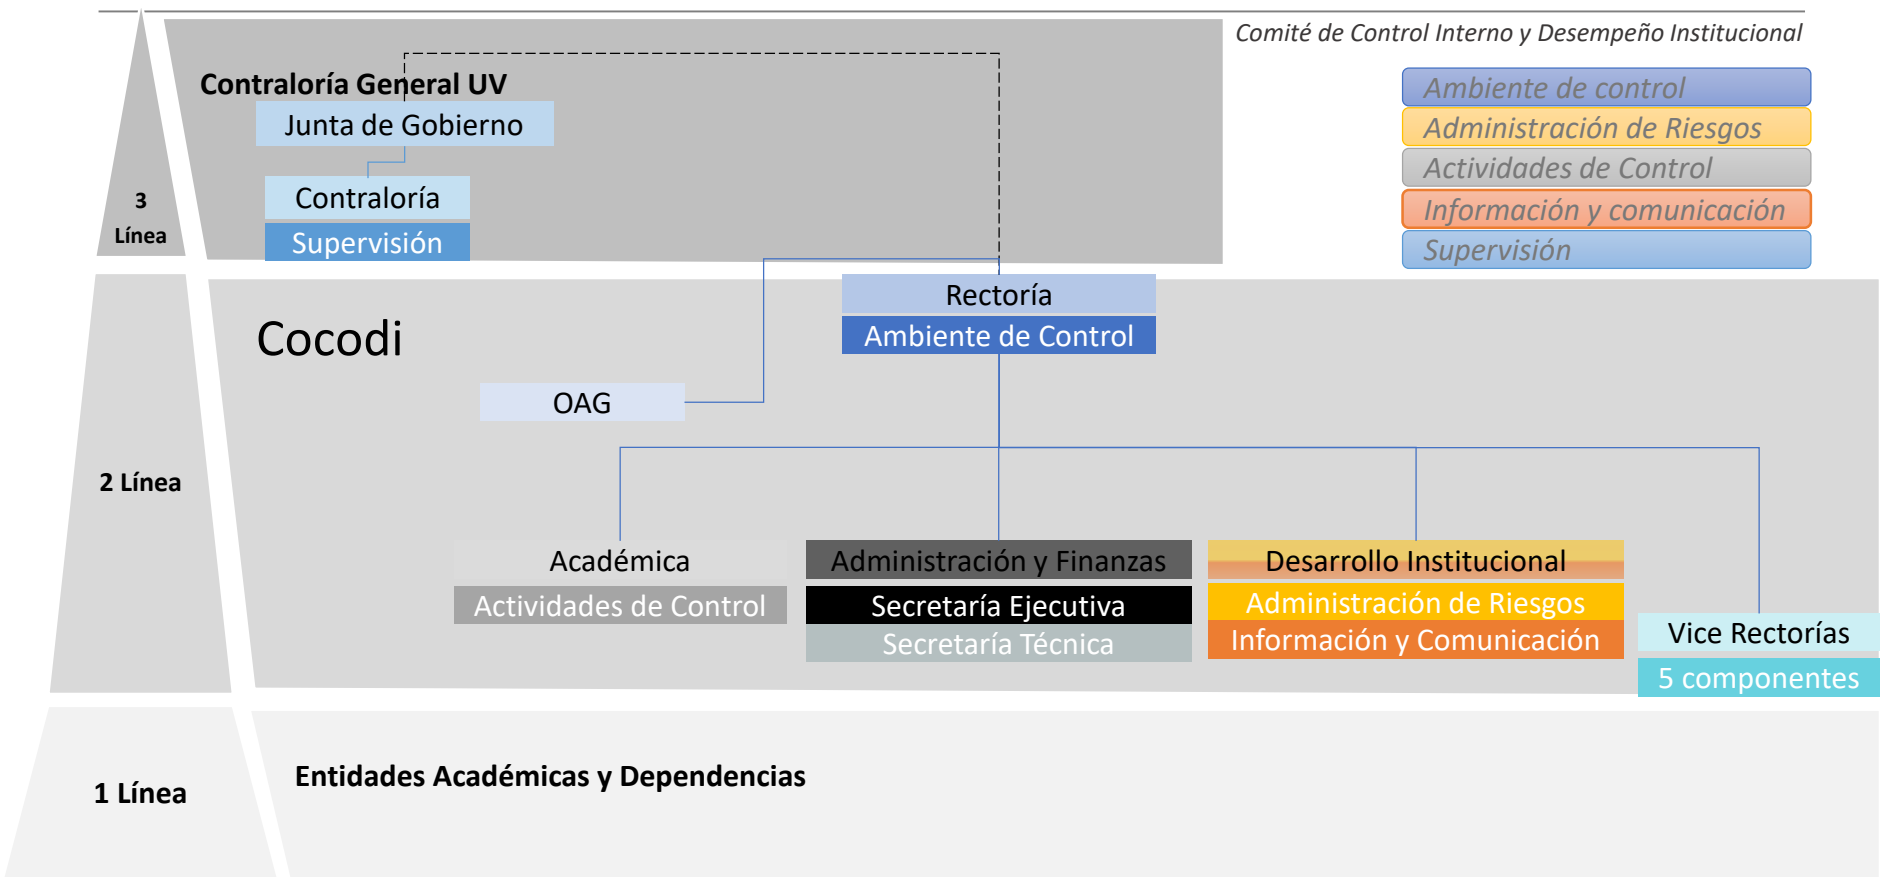 Comité de Control Interno y Desempeño Institucional
Contraloría General UV
Junta de Gobierno
Contraloría
Supervisión
3
Línea
Ambiente de control
Administración de Riesgos
Actividades de Control
Información y comunicación
Supervisión
Rectoría
Ambiente de Control
Cocodi
OAG
2 Línea
Académica
Actividades de Control
Administración y Finanzas
Secretaría Ejecutiva
Secretaría Técnica
Desarrollo Institucional
Administración de Riesgos
Información y Comunicación
Vice Rectorías
5 componentes
1 Línea
Entidades Académicas y Dependencias